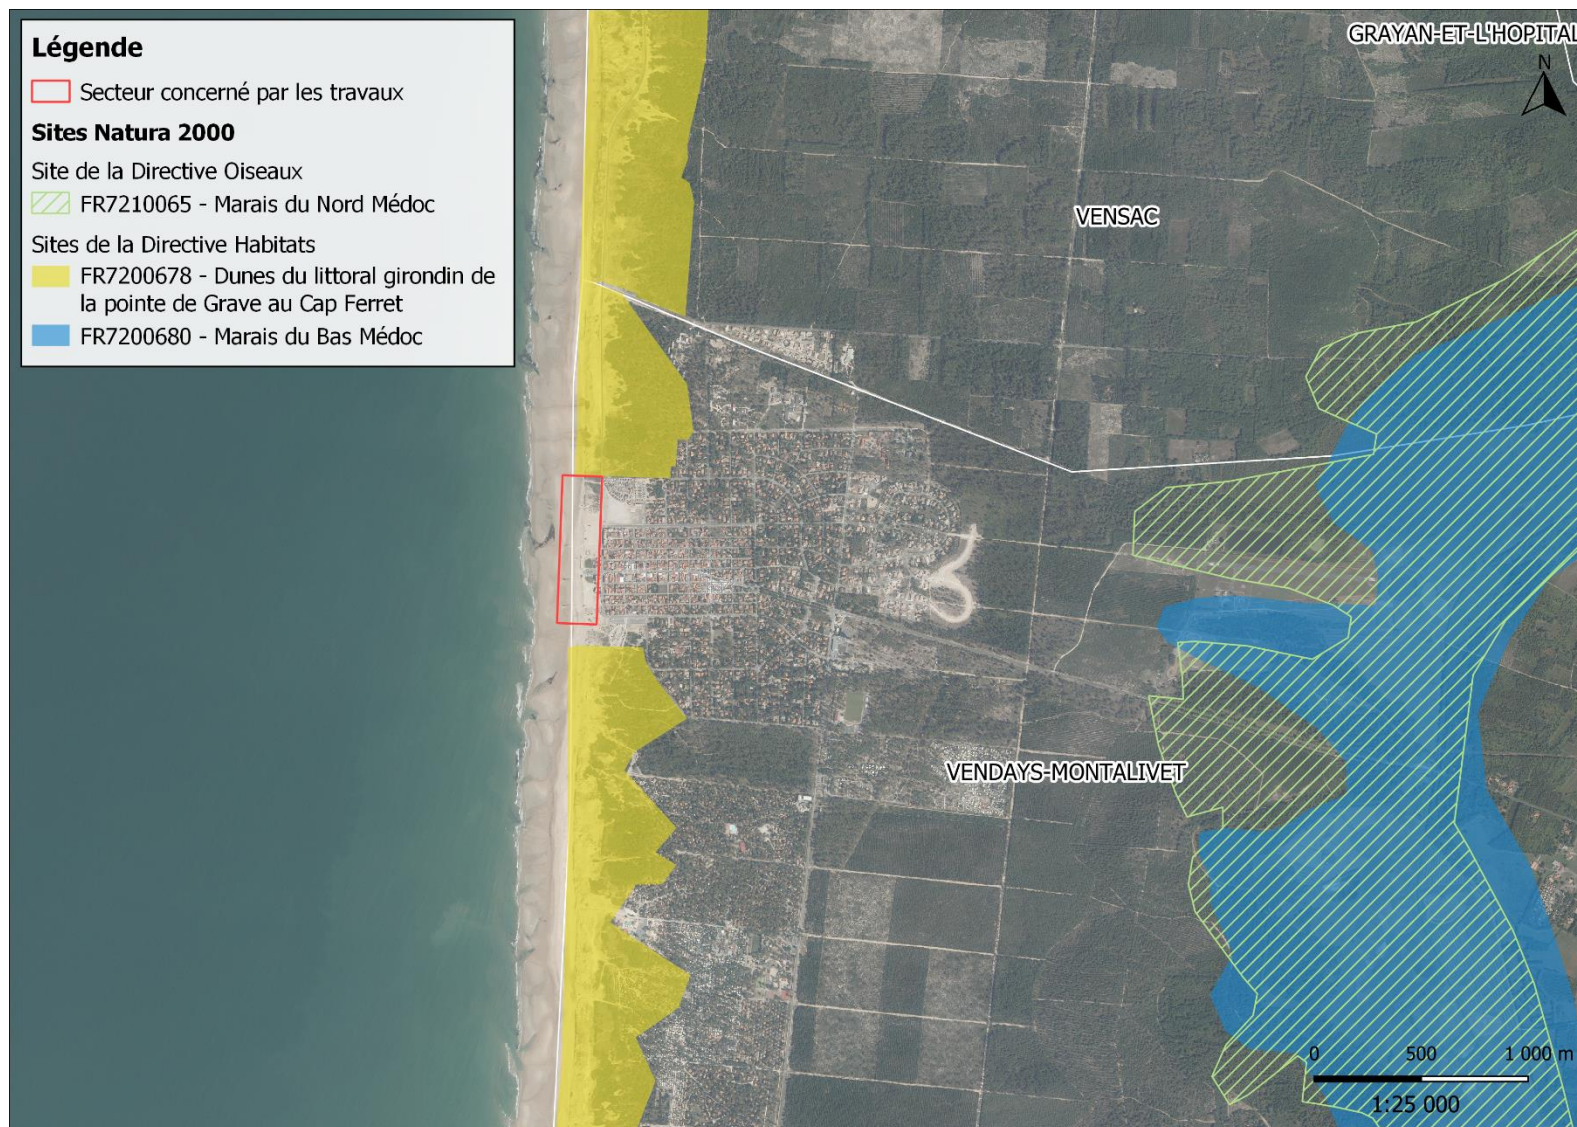 Légende
Secteur concerné par les travaux
Sites Natura 2000
Site de la Directive Oiseaux
FR7210065 - Marais du Nord Médoc
Sites de la Directive Habitats
FR7200678 - Dunes du littoral girondin de
la pointe de Grave au Cap Ferret
FR7200680 - Marais du Bas Médoc
GRAYAN-ET-L'HOPITAL
N
VENSAC
VENDAYS-MONTALIVET
0 500 1 000 m
1:25 000